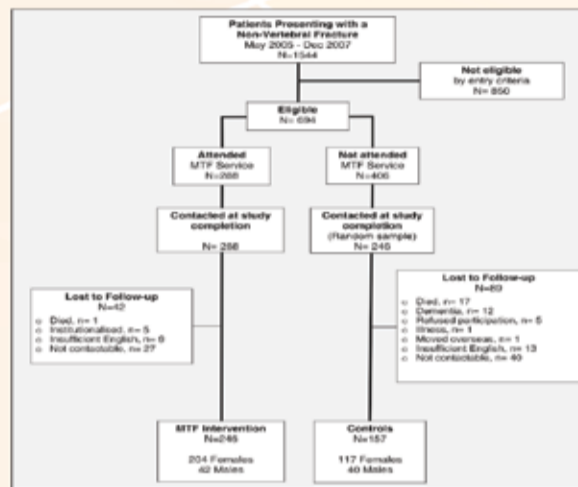 Patients Presenting with a
Non-Vertebral Fracture
May 2005 - Dec 2007
N=1544
Not eligible
by entry criteria
N= 850
Eligible
N= 694
Attended
MTF Service
N=288
Not attended
MTF Service
N=406
Contacted at study
completion
N= 288
Contacted at study
completion
(Random sample)
N= 246
Lost to Follow-up
N=42
o Died, n= 1
o Institutionalised, n= 5
o Insufficient English, n= 9
o Not contactable, n= 27
Lost to Follow-up
N=89
o Died, n= 17
o Dementia, n= 12
o Refused participation, n= 5
o Illness, n= 1
o Moved overseas, n= 1
o Insufficient English, n= 13
o Not contactable, n= 40
MTF Intervention
N=246
204 Females
42 Males
Controls
N=157
117 Females
40 Males